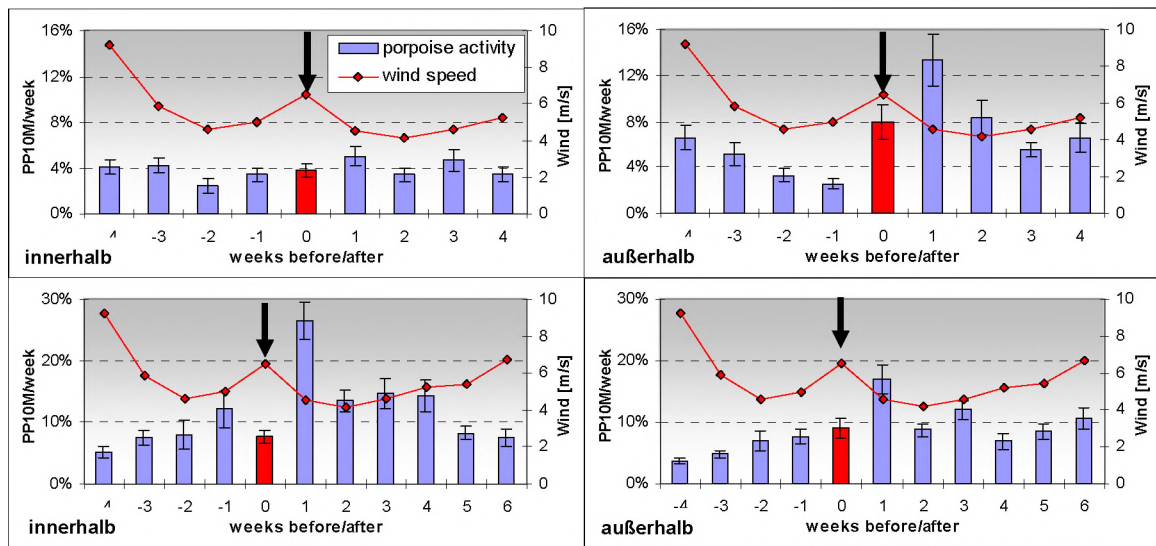 16%
12%
8%
4%
0%
PP10M/week
porpoise activity
wind speed
10
8
6
4
2
0
Wind [m/s]
-4 -3 -2 -1 0 1 2 3 4
innerhalb
weeks before/after
16%
12%
8%
4%
0%
PP10M/week
10
8
6
4
2
0
Wind [m/s]
-4 -3 -2 -1 0 1 2 3 4
außerhalb
weeks before/after
30%
20%
10%
0%
PP10M/week
10
8
6
4
2
0
Wind [m/s]
-4 -3 -2 -1 0 1 2 3 4 5 6
innerhalb
weeks before/after
30%
20%
10%
0%
PP10M/week
10
8
6
4
2
0
Wind [m/s]
-4 -3 -2 -1 0 1 2 3 4 5 6
außerhalb
weeks before/after